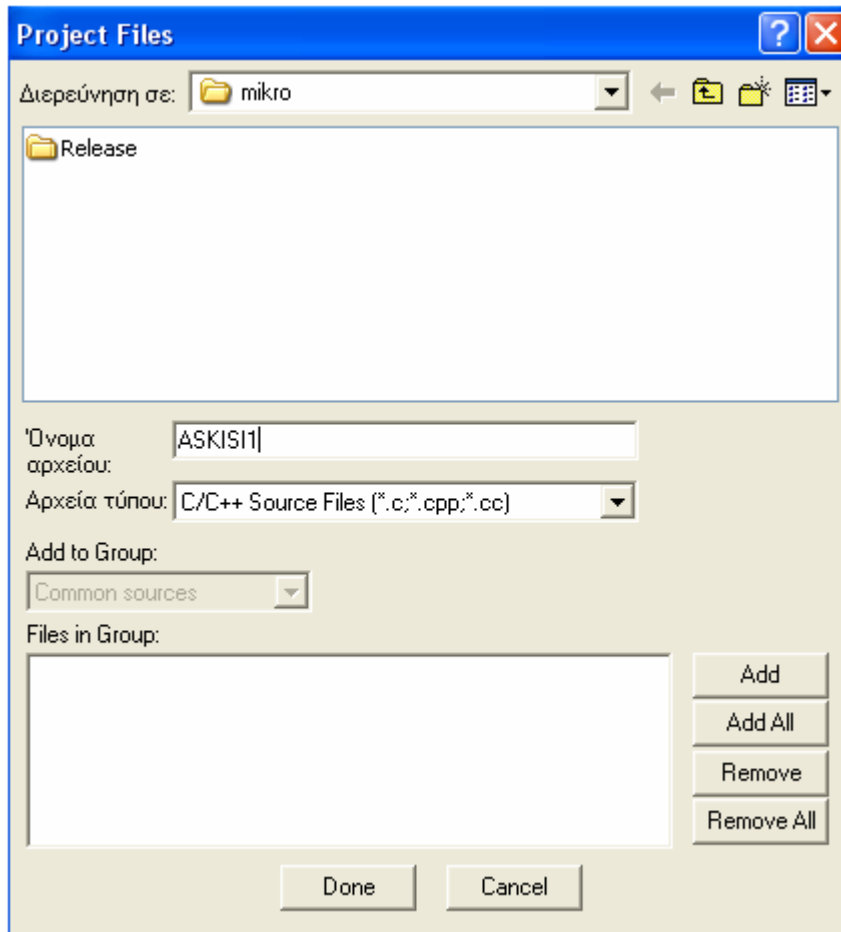 Project Files
Διερεύνηση σε: mikro
Release
Όνομα αρχείου: ASKISI1
Αρχεία τύπου: C/C++ Source Files (*.c;*.cpp;*.cc)
Add to Group:
Common sources
Files in Group:
Add
Add All
Remove
Remove All
Done Cancel